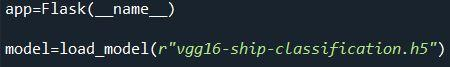 app=Flask(__name__)
model=load_model(r"vgg16-ship-classification.h5")